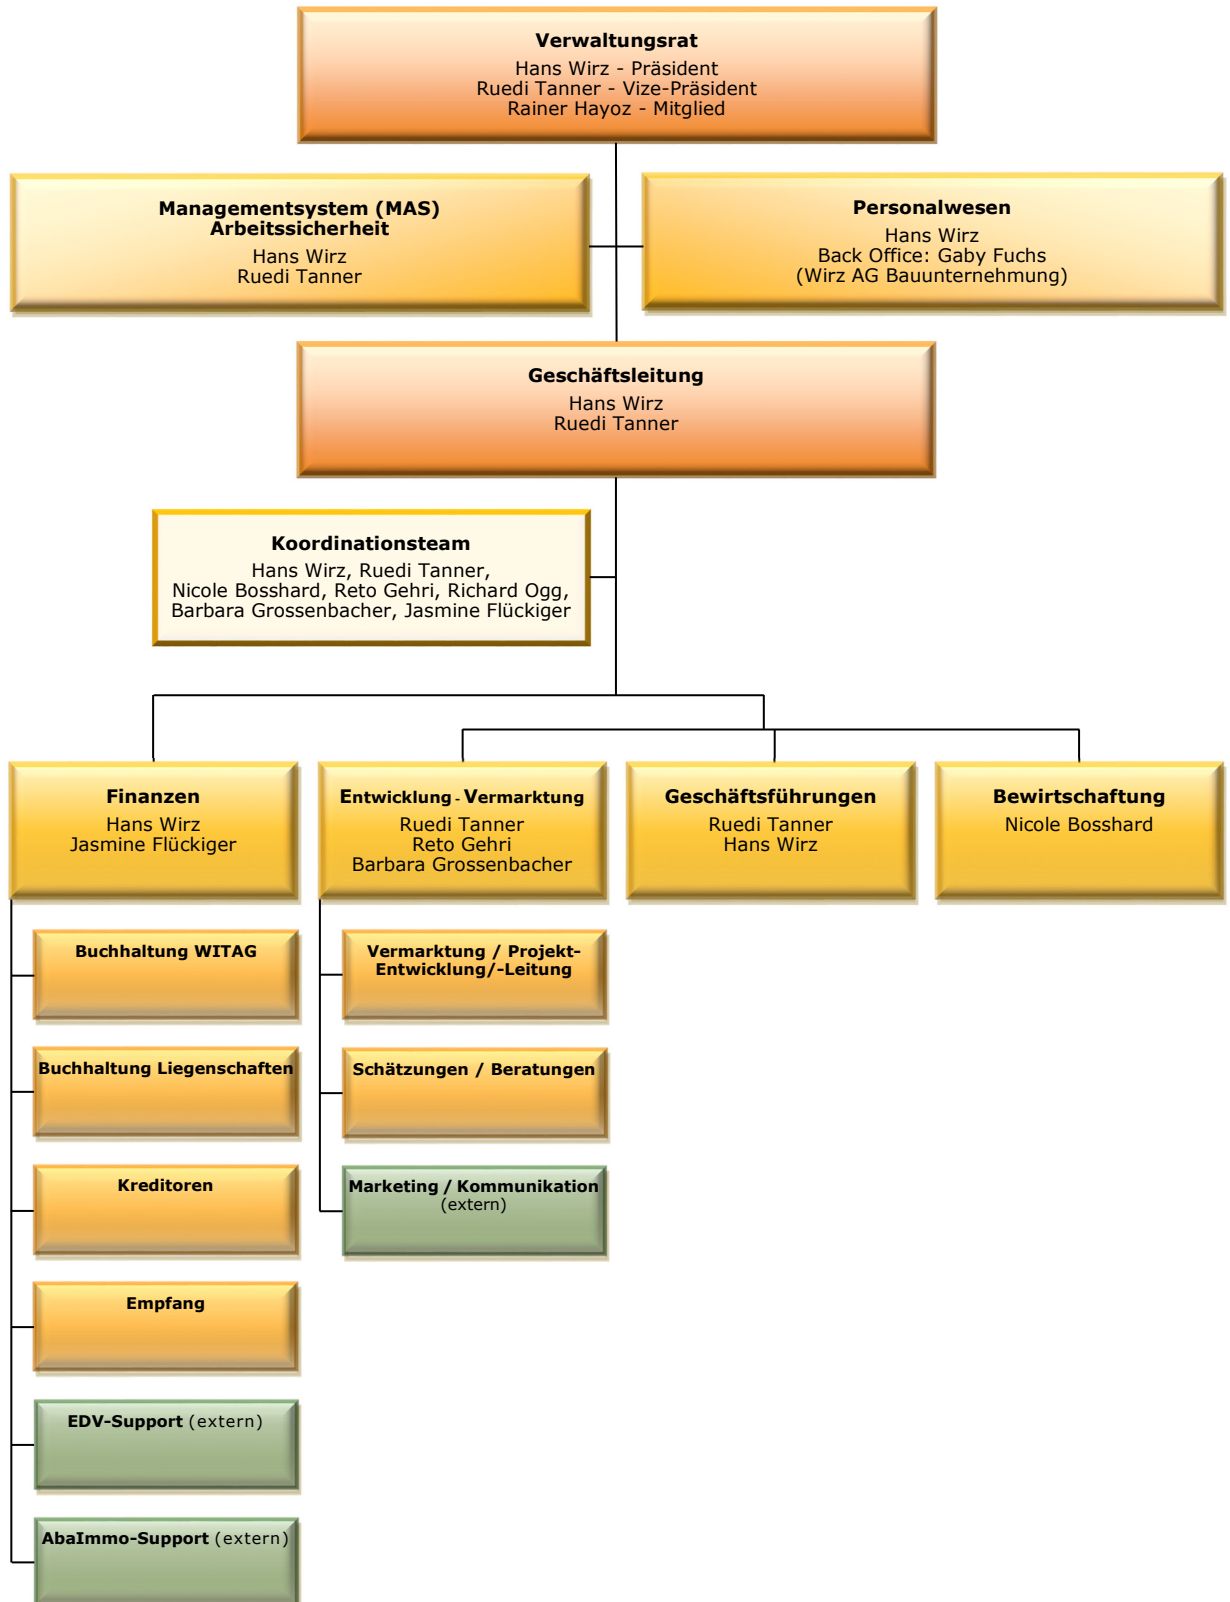 Verwaltungsrat
Hans Wirz - Präsident
Ruedi Tanner - Vize-Präsident
Rainer Hayoz - Mitglied
Managementsystem (MAS)
Arbeitssicherheit
Hans Wirz
Ruedi Tanner
Personalwesen
Hans Wirz
Back Office: Gaby Fuchs
(Wirz AG Bauunternehmung)
Geschäftsleitung
Hans Wirz
Ruedi Tanner
Koordinationsteam
Hans Wirz, Ruedi Tanner,
Nicole Bosshard, Reto Gehri, Richard Ogg,
Barbara Grossenbacher, Jasmine Flückiger
Finanzen
Hans Wirz
Jasmine Flückiger
Entwicklung - Vermarktung
Ruedi Tanner
Reto Gehri
Barbara Grossenbacher
Geschäftsführungen
Ruedi Tanner
Hans Wirz
Bewirtschaftung
Nicole Bosshard
Buchhaltung WITAG
Buchhaltung Liegenschaften
Kreditoren
Empfang
EDV-Support (extern)
AbaImmo-Support (extern)
Vermarktung / Projekt-
Entwicklung/-Leitung
Schätzungen / Beratungen
Marketing / Kommunikation
(extern)